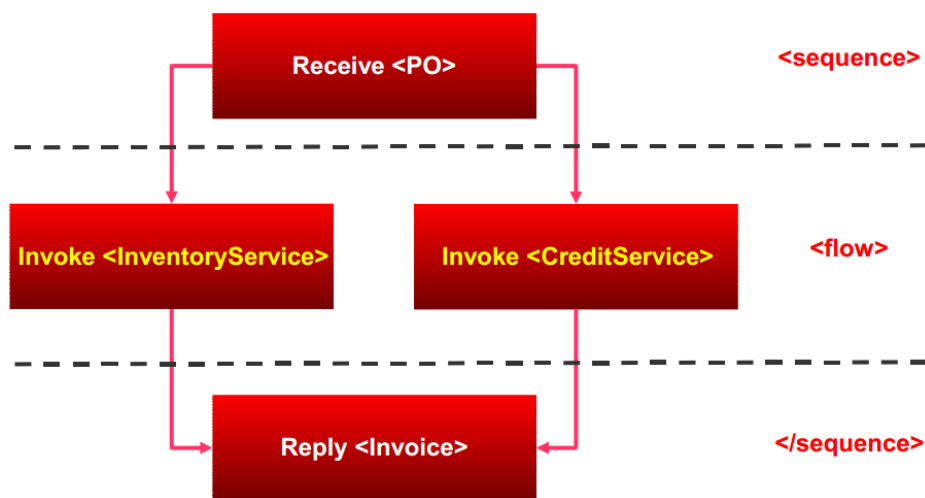 Receive <PO>
<sequence>
Invoke <InventoryService>
Invoke <CreditService>
<flow>
Reply <Invoice>
</sequence>